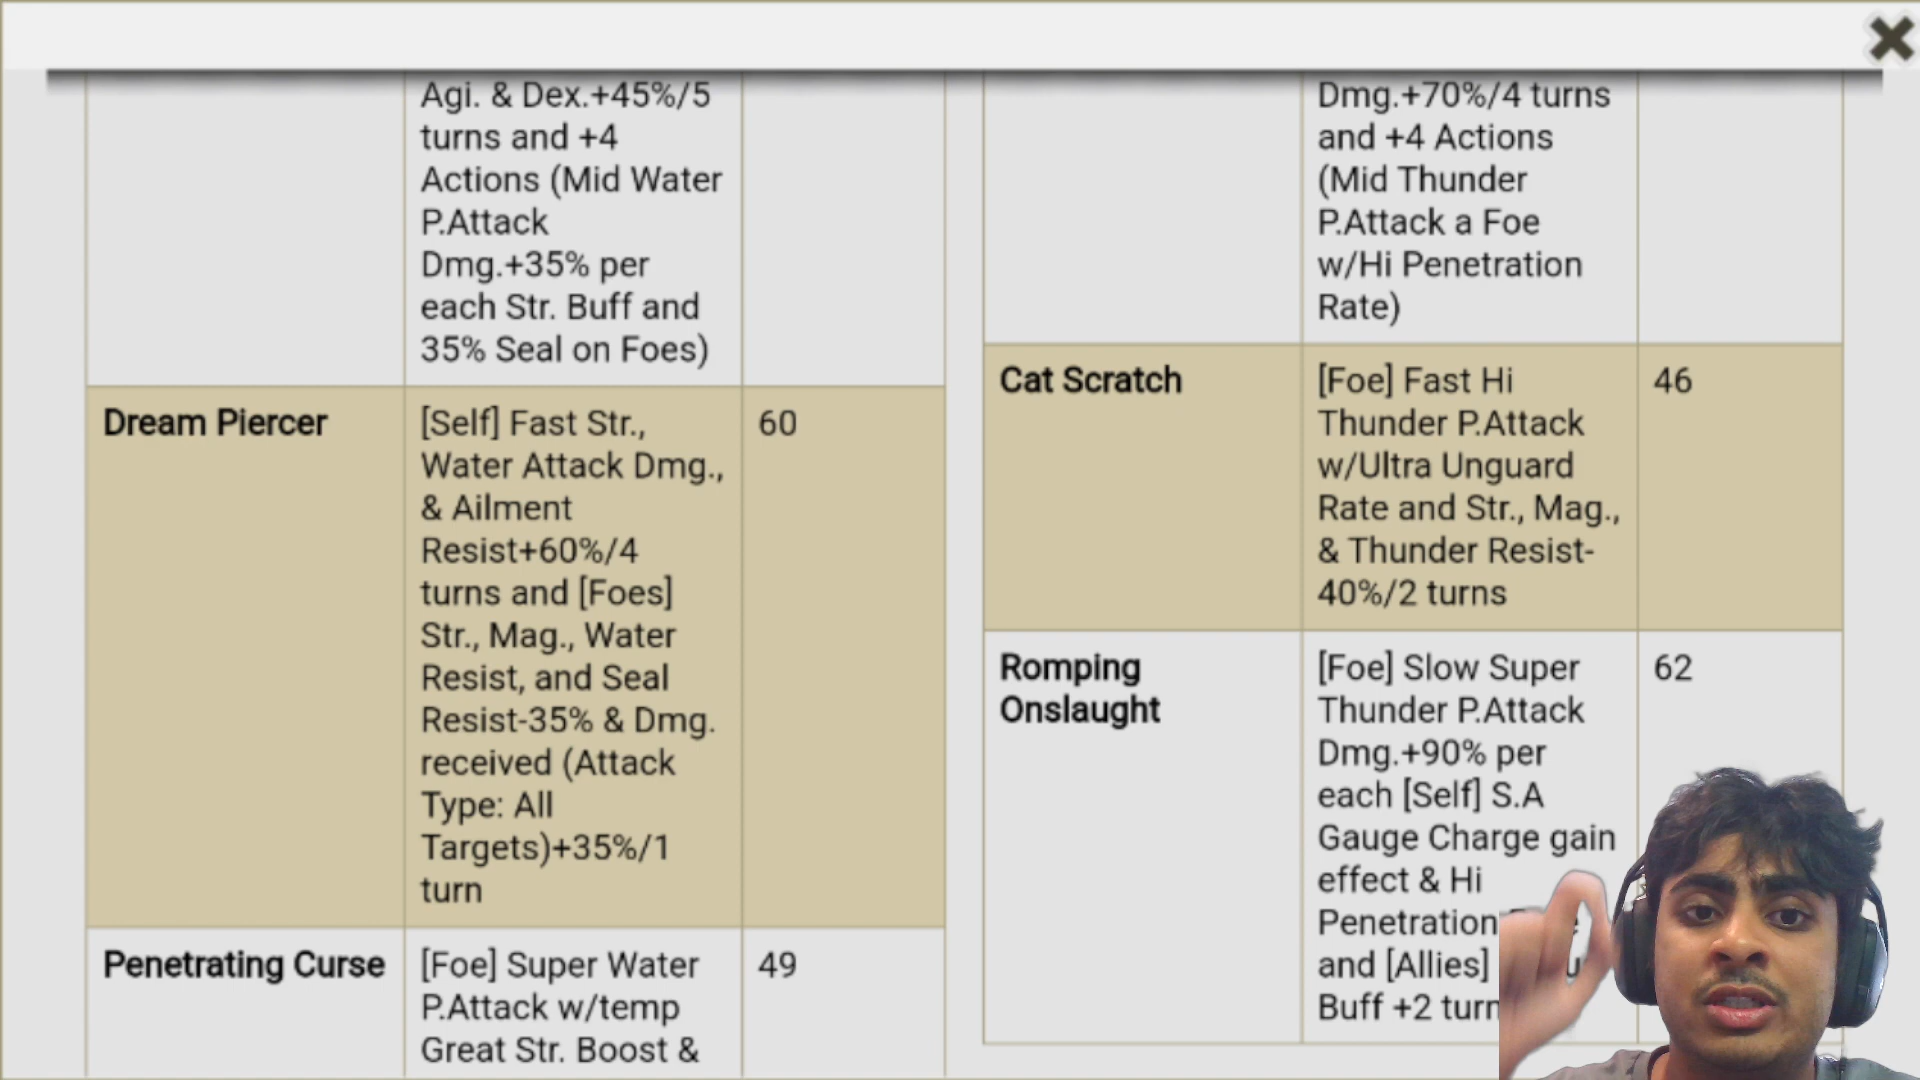 Agi. & Dex.+45%/5
turns and +4
Actions (Mid Water
P.Attack
Dmg.+35% per
each Str. Buff and
35% Seal on Foes)
Dream Piercer
[Self] Fast Str.,
Water Attack Dmg.,
& Ailment
Resist+60%/4
turns and [Foes]
Str., Mag., Water
Resist, and Seal
Resist-35% & Dmg.
received (Attack
Type: All
Targets)+35%/1
turn
60
Penetrating Curse
[Foe] Super Water
P.Attack w/temp
Great Str. Boost &
49
Dmg.+70%/4 turns
and +4 Actions
(Mid Thunder
P.Attack a Foe
w/Hi Penetration
Rate)
Cat Scratch
[Foe] Fast Hi
Thunder P.Attack
w/Ultra Unguard
Rate and Str., Mag.,
& Thunder Resist-
40%/2 turns
46
Romping
Onslaught
[Foe] Slow Super
Thunder P.Attack
Dmg.+90% per
each [Self] S.A
Gauge Charge gain
effect & Hi
Penetration
and [Allies]
Buff +2 turn
62